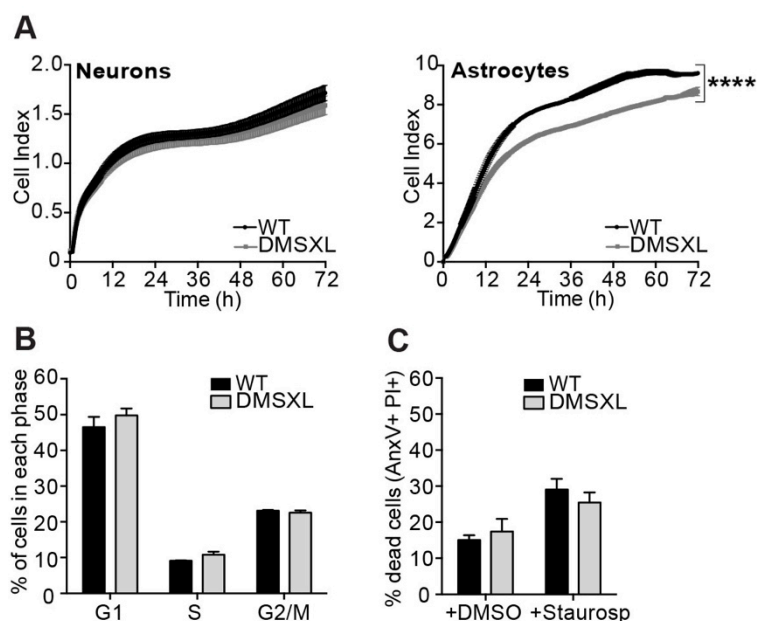 A
Neurons
Cell Index
2.0
1.5
1.0
0.5
0
WT
DMSXL
0 12 24 36 48 60 72
Time (h)
Astrocytes
Cell Index
10
8
6
4
2
0
****
WT
DMSXL
0 12 24 36 48 60 72
Time (h)
B
% of cells in each phase
60
50
40
30
20
10
0
WT
DMSXL
G1 S G2/M
C
% dead cells (AnxV+ PI+)
60
50
40
30
20
10
0
WT
DMSXL
+DMSO +Staurosp